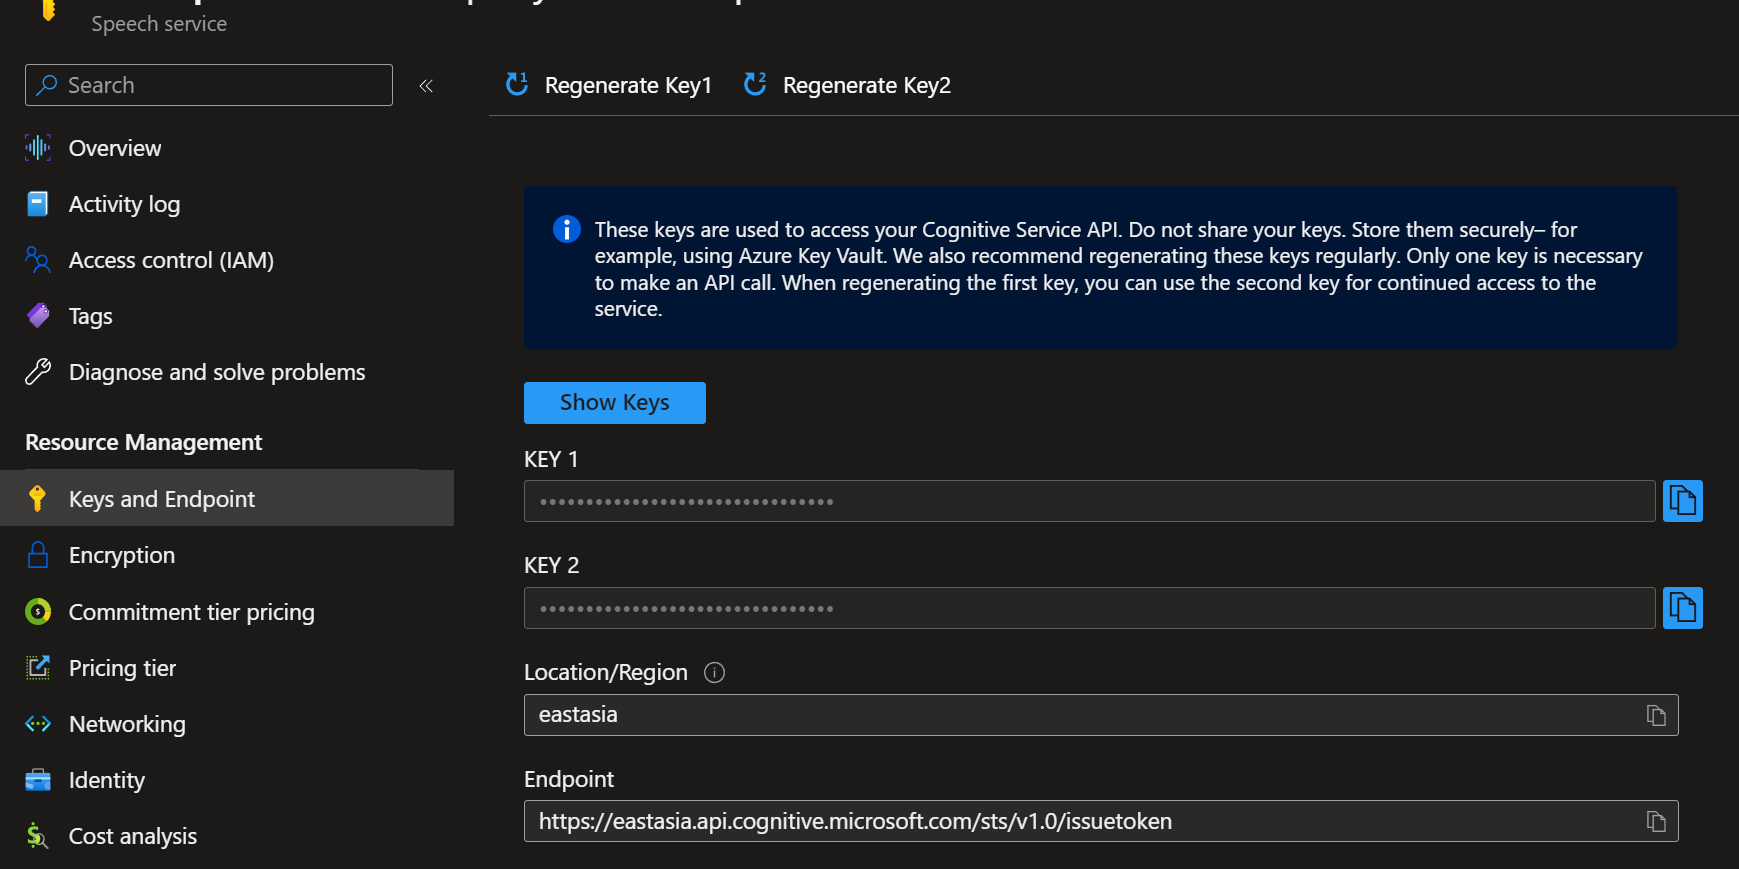 Speech service
Search
«
Overview
Activity log
Access control (IAM)
Tags
Diagnose and solve problems
Resource Management
Keys and Endpoint
Encryption
Commitment tier pricing
Pricing tier
Networking
Identity
Cost analysis
Regenerate Key1
Regenerate Key2
These keys are used to access your Cognitive Service API. Do not share your keys. Store them securely– for
example, using Azure Key Vault. We also recommend regenerating these keys regularly. Only one key is necessary
to make an API call. When regenerating the first key, you can use the second key for continued access to the
service.
Show Keys
KEY 1
••••••••••••••••••••••••••••••••
KEY 2
••••••••••••••••••••••••••••••••
Location/Region
eastasia
Endpoint
https://eastasia.api.cognitive.microsoft.com/sts/v1.0/issuetoken